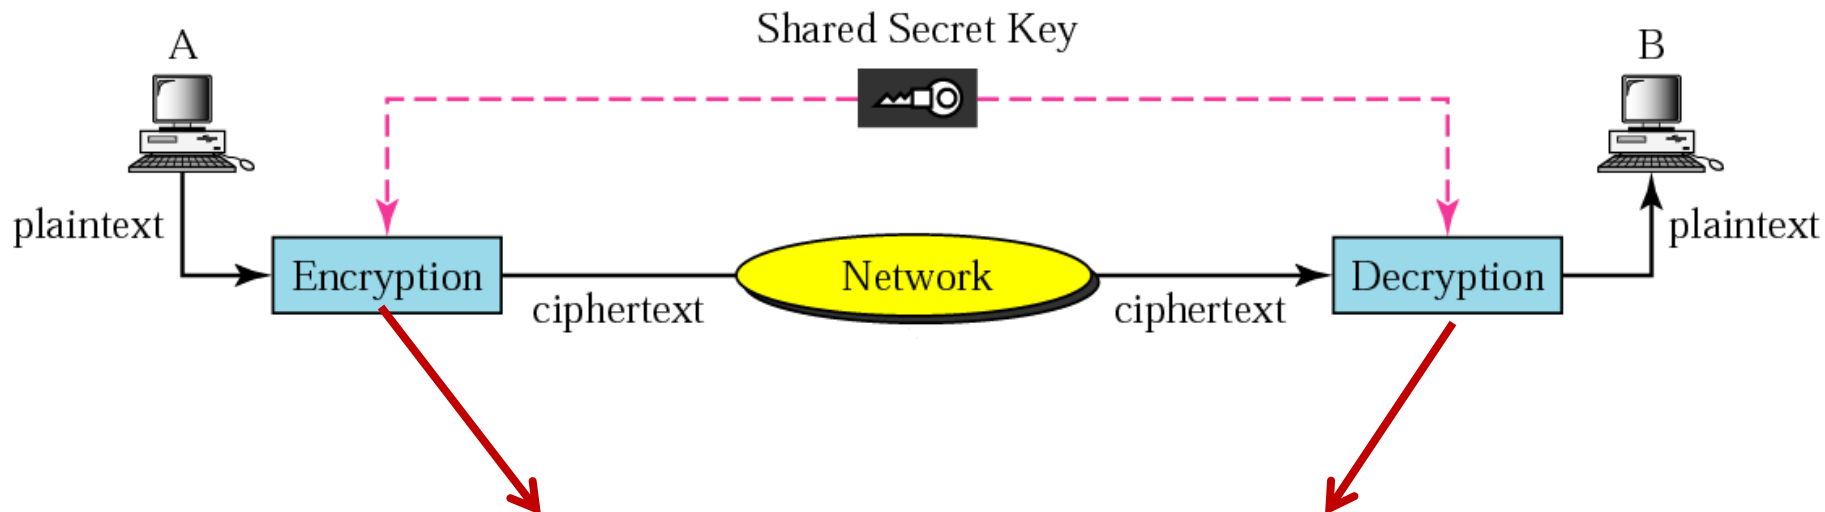 Shared Secret Key
A
B
plaintext
plaintext
Encryption
Network
Decryption
ciphertext
ciphertext